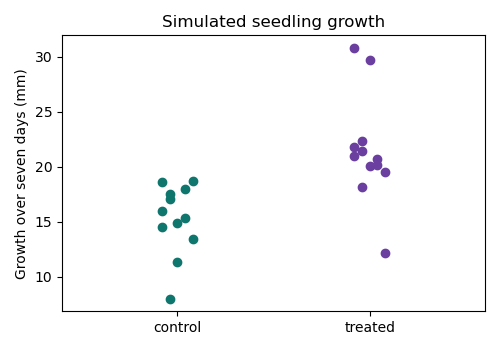 Simulated seedling growth
Growth over seven days (mm)
30
25
20
15
10
control treated